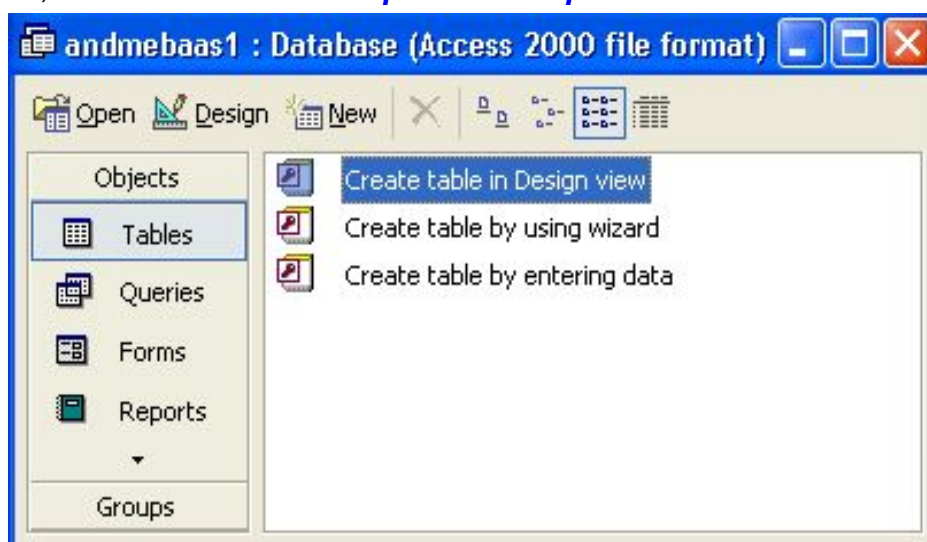 andmebaas1 : Database (Access 2000 file format)
Open Design New
Objects
Tables
Queries
Forms
Reports
Groups
Create table in Design view
Create table by using wizard
Create table by entering data